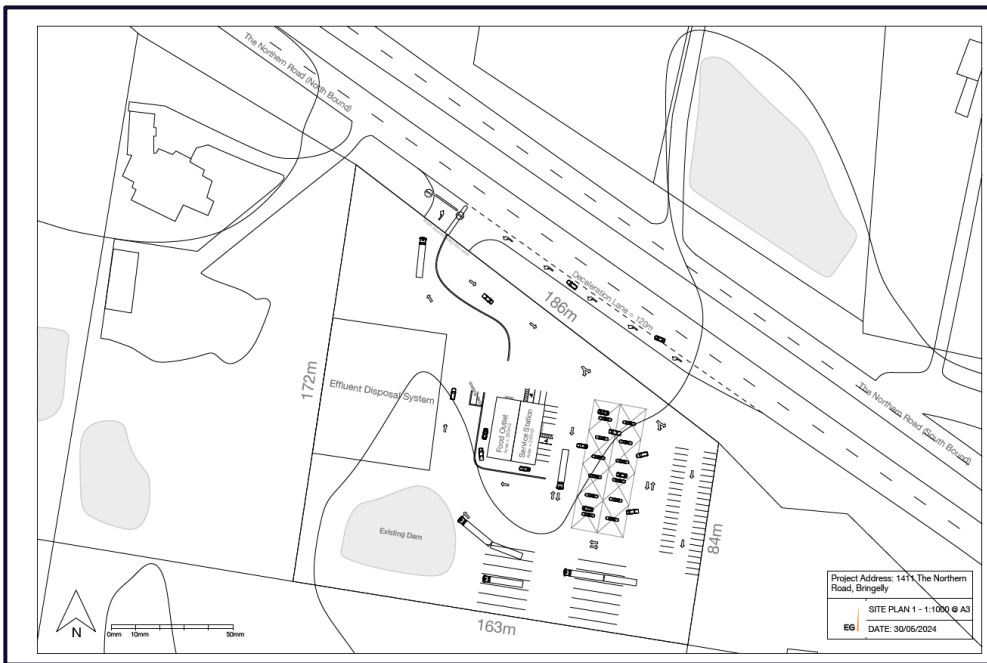 The Northern Road (North Bound)
Deceleration Lane = 120m
186m
172m
Effluent Disposal System
Food Outlet
Service Station
The Northern Road (South Bound)
84m
Existing Dam
163m
N
0mm 10mm 50mm
Project Address: 1411 The Northern
Road, Bringelly
SITE PLAN 1 - 1:1000 @ A3
EG
DATE: 30/05/2024